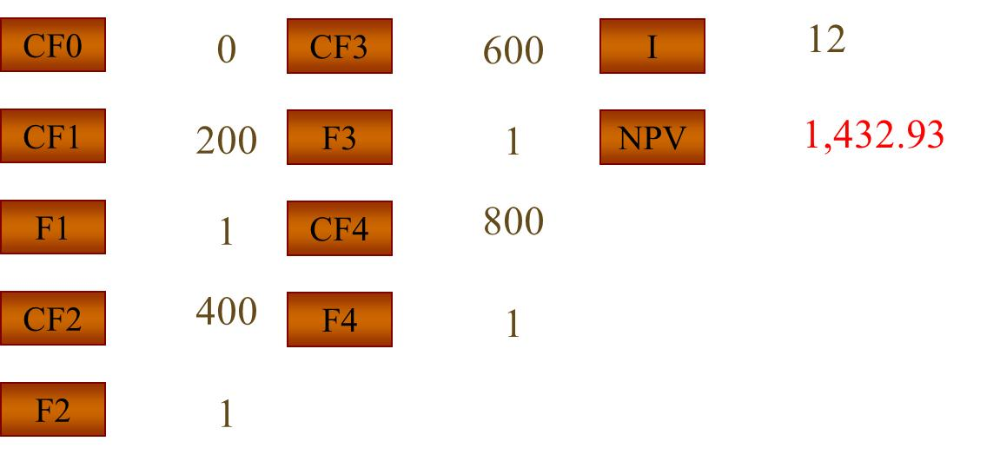 CF0 0 CF3 600 I 12
CF1 200 F3 1 NPV 1,432.93
F1 1 CF4 800
CF2 400 F4 1
F2 1